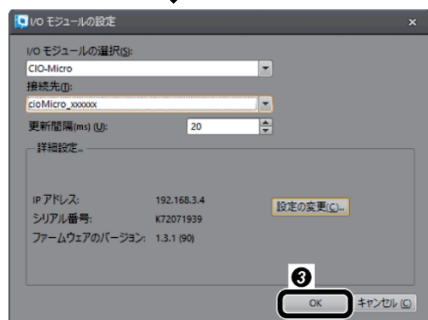 I/O モジュールの設定
I/O モジュールの選択(S):
CIO-Micro
接続先(I):
cioMicro_xxxxxx
更新間隔(ms) (U): 20
詳細設定...
IP アドレス: 192.168.3.4
設定の変更(C)...
シリアル番号: K72071939
ファームウェアのバージョン: 1.3.1 (90)
❸
OK キャンセル (C)